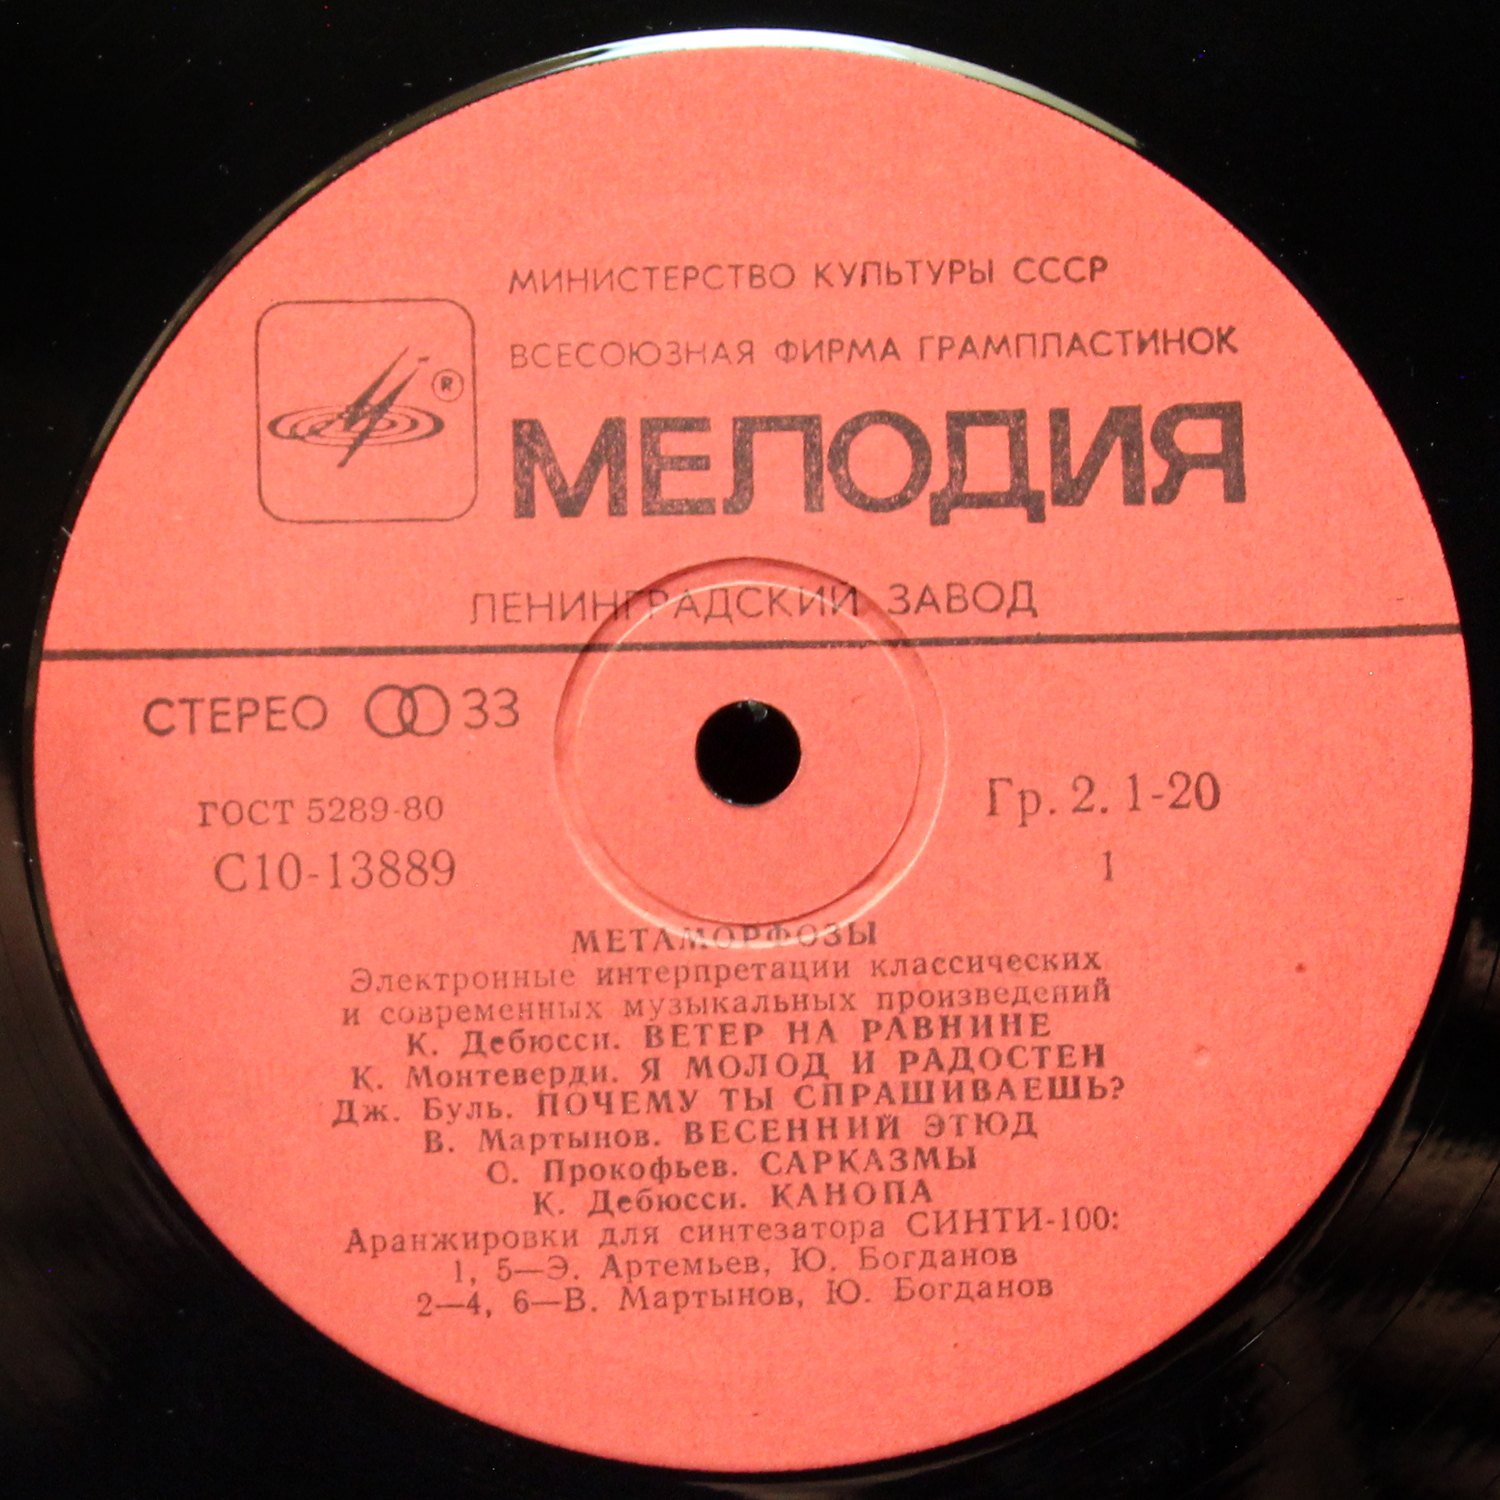 МИНИСТЕРСТВО КУЛЬТУРЫ СССР
ВСЕСОЮЗНАЯ ФИРМА ГРАМПЛАСТИНОК
®
МЕЛОДИЯ
ЛЕНИНГРАДСКИЙ ЗАВОД
СТЕРЕО 33
ГОСТ 5289-80
С10-13889
Гр. 2. 1-20
1
МЕТАМОРФОЗЫ
Электронные интерпретации классических
и современных музыкальных произведений
К. Дебюсси. ВЕТЕР НА РАВНИНЕ
К. Монтеверди. Я МОЛОД И РАДОСТЕН
Дж. Буль. ПОЧЕМУ ТЫ СПРАШИВАЕШЬ?
В. Мартынов. ВЕСЕННИЙ ЭТЮД
С. Прокофьев. САРКАЗМЫ
К. Дебюсси. КАНОПА
Аранжировки для синтезатора СИНТИ-100:
1, 5—Э. Артемьев, Ю. Богданов
2—4, 6—В. Мартынов, Ю. Богданов